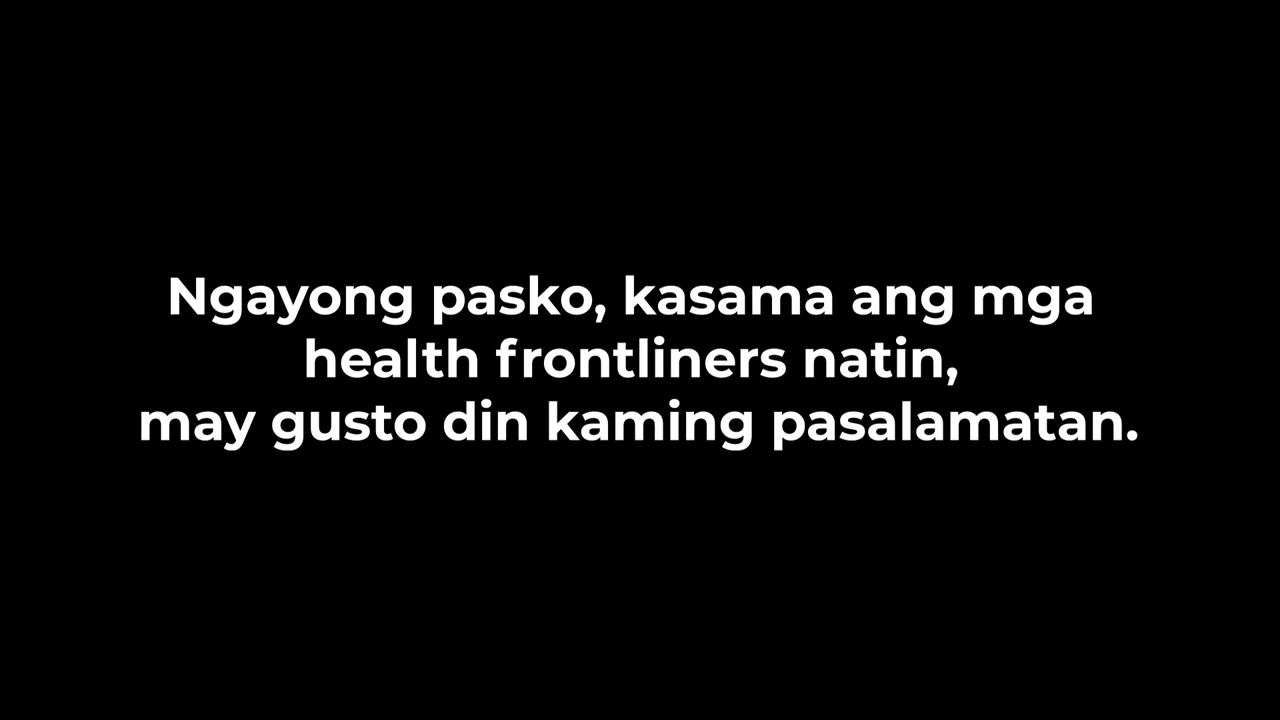 Ngayong pasko, kasama ang mga
health frontliners natin,
may gusto din kaming pasalamatan.